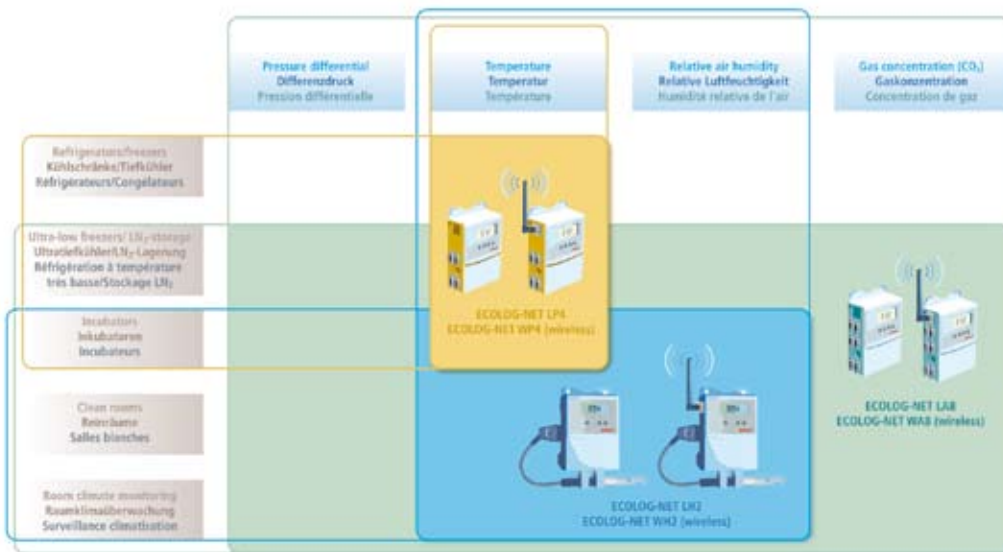 Pressure differential
Differenzdruck
Pression différentielle
Temperature
Temperatur
Température
Relative air humidity
Relative Luftfeuchtigkeit
Humidité relative de l'air
Gas concentration (CO₂)
Gaskonzentration
Concentration de gaz
Refrigerators/freezers
Kühlschränke/Tiefkühler
Réfrigérateurs/Congélateurs
Ultra-low freezers/ LN₂-storage
Ultratiefkühler/LN₂-Lagerung
Réfrigération à température
très basse/Stockage LN₂
Incubators
Inkubatoren
Incubateurs
Clean rooms
Reinräume
Salles blanches
Room climate monitoring
Raumklimaüberwachung
Surveillance climatisation
ECOLOG-NET LP4
ECOLOG-NET WP4 (wireless)
ECOLOG-NET LA8
ECOLOG-NET WA8 (wireless)
ECOLOG-NET LH2
ECOLOG-NET WH2 (wireless)